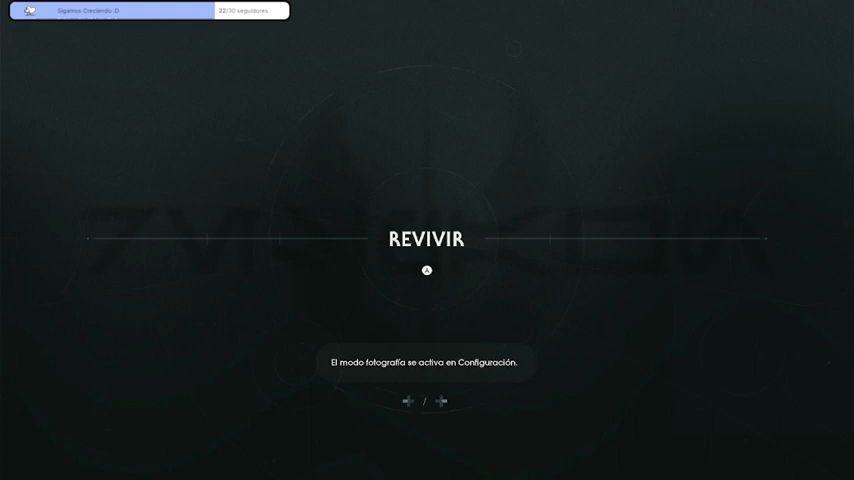 Sigamos Creciendo :D
22/30 seguidores
REVIVIR
A
El modo fotografía se activa en Configuración.
/